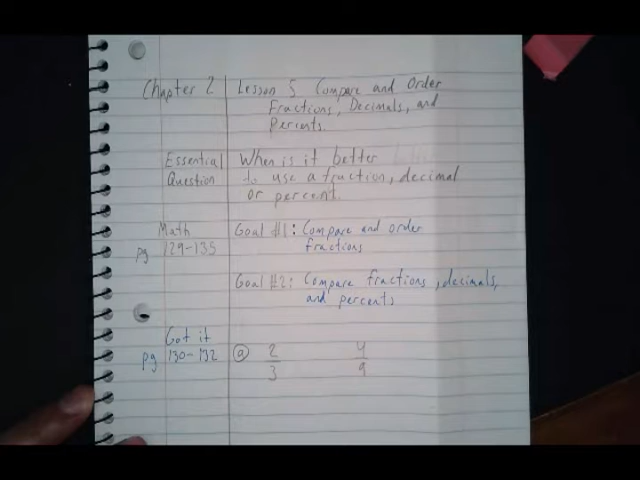 Chapter 2 Lesson 5 Compare and Order
Fractions, Decimals, and
Percents.
Essential When is it better
Question to use a fraction, decimal
or percent.
Math Goal #1: Compare and order
pg 129-135 fractions
Goal #2: Compare fractions, decimals,
and percents
Got it
pg 130-132 a 2/3 4/9